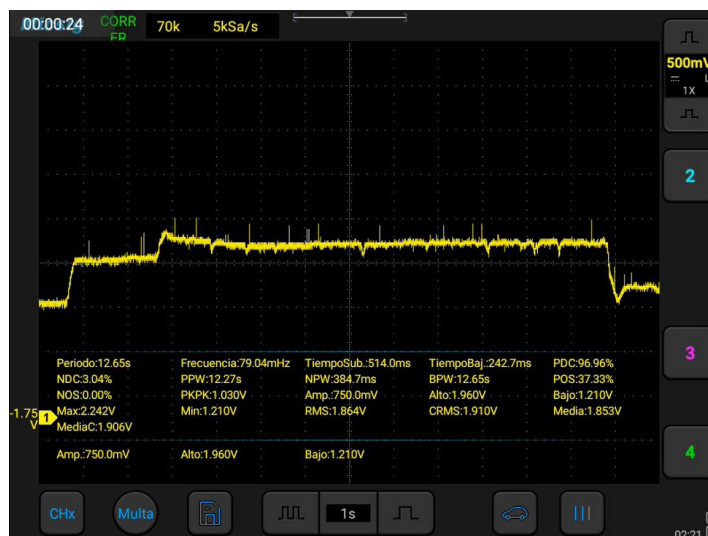 00:00:24 CORR ER 70k 5kSa/s
500mV
1X
2
3
4
Periodo:12.65s Frecuencia:79.04mHz TiempoSub.:514.0ms TiempoBaj.:242.7ms PDC:96.96%
NDC:3.04% PPW:12.27s NPW:384.7ms BPW:12.65s POS:37.33%
NOS:0.00% PKPK:1.030V Amp.:750.0mV Alto:1.960V Bajo:1.210V
-1.75 V 1 Max:2.242V Min:1.210V RMS:1.864V CRMS:1.910V Media:1.853V
MediaC:1.906V
Amp.:750.0mV Alto:1.960V Bajo:1.210V
CHx Multa 1s
02:21